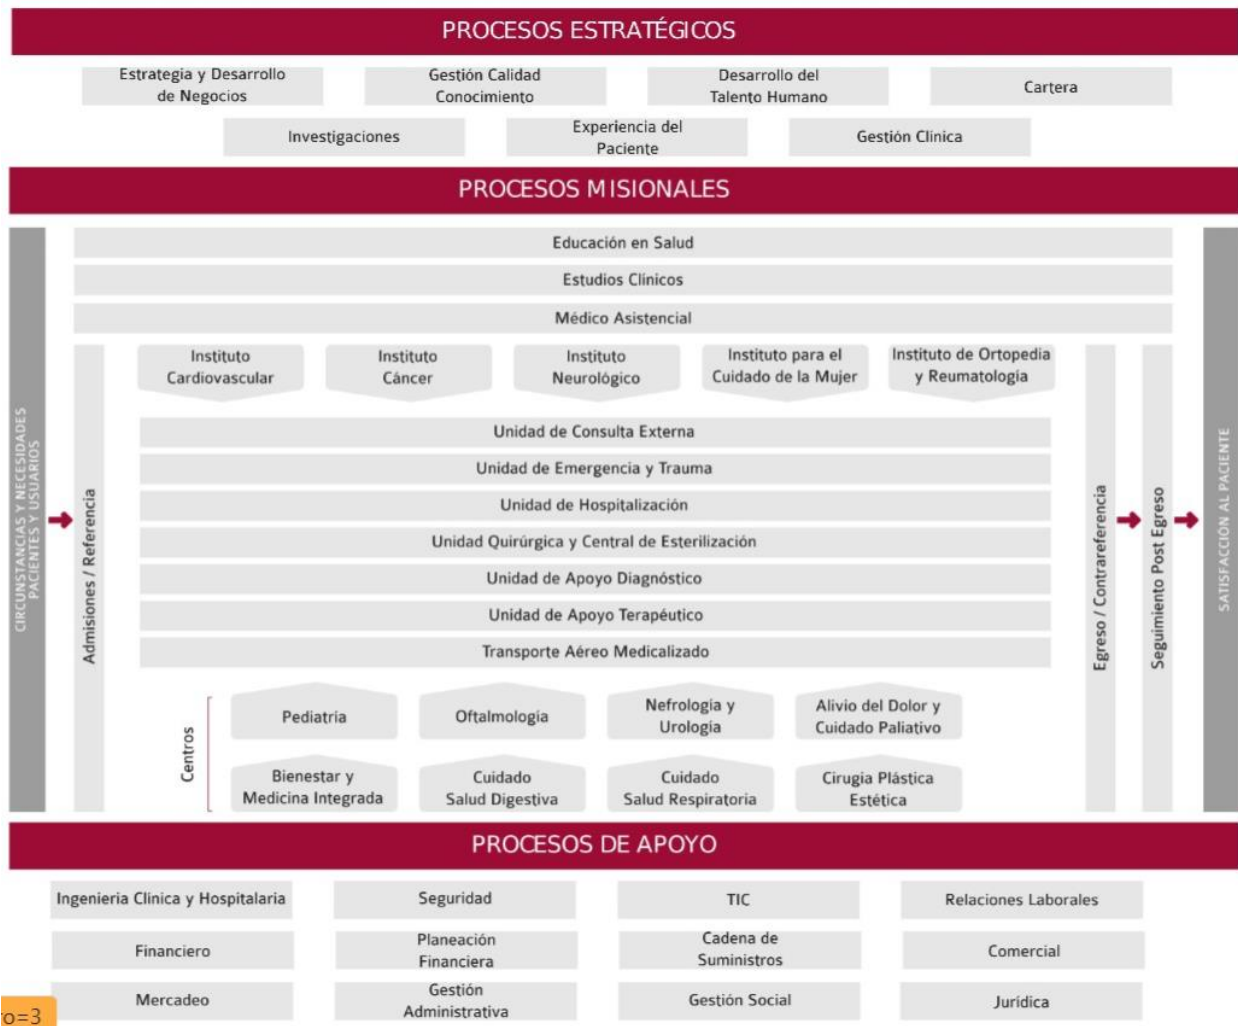 PROCESOS ESTRATÉGICOS
Estrategia y Desarrollo
de Negocios
Gestión Calidad
Conocimiento
Desarrollo del
Talento Humano
Cartera
Investigaciones
Experiencia del
Paciente
Gestión Clínica
PROCESOS MISIONALES
CIRCUNSTANCIAS Y NECESIDADES
PACIENTES Y USUARIOS
Educación en Salud
Estudios Clínicos
Médico Asistencial
Admisiones / Referencia
Instituto
Cardiovascular
Instituto
Cáncer
Instituto
Neurológico
Instituto para el
Cuidado de la Mujer
Instituto de Ortopedia
y Reumatología
Unidad de Consulta Externa
Unidad de Emergencia y Trauma
Unidad de Hospitalización
Unidad Quirúrgica y Central de Esterilización
Unidad de Apoyo Diagnóstico
Unidad de Apoyo Terapéutico
Transporte Aéreo Medicalizado
Centros
Pediatría
Oftalmología
Nefrología y
Urología
Alivio del Dolor y
Cuidado Paliativo
Bienestar y
Medicina Integrada
Cuidado
Salud Digestiva
Cuidado
Salud Respiratoria
Cirugía Plástica
Estética
Egreso / Contrareferencia
Seguimiento Post Egreso
SATISFACCIÓN AL PACIENTE
PROCESOS DE APOYO
Ingeniería Clínica y Hospitalaria
Seguridad
TIC
Relaciones Laborales
Financiero
Planeación
Financiera
Cadena de
Suministros
Comercial
Mercadeo
Gestión
Administrativa
Gestión Social
Jurídica
o=3